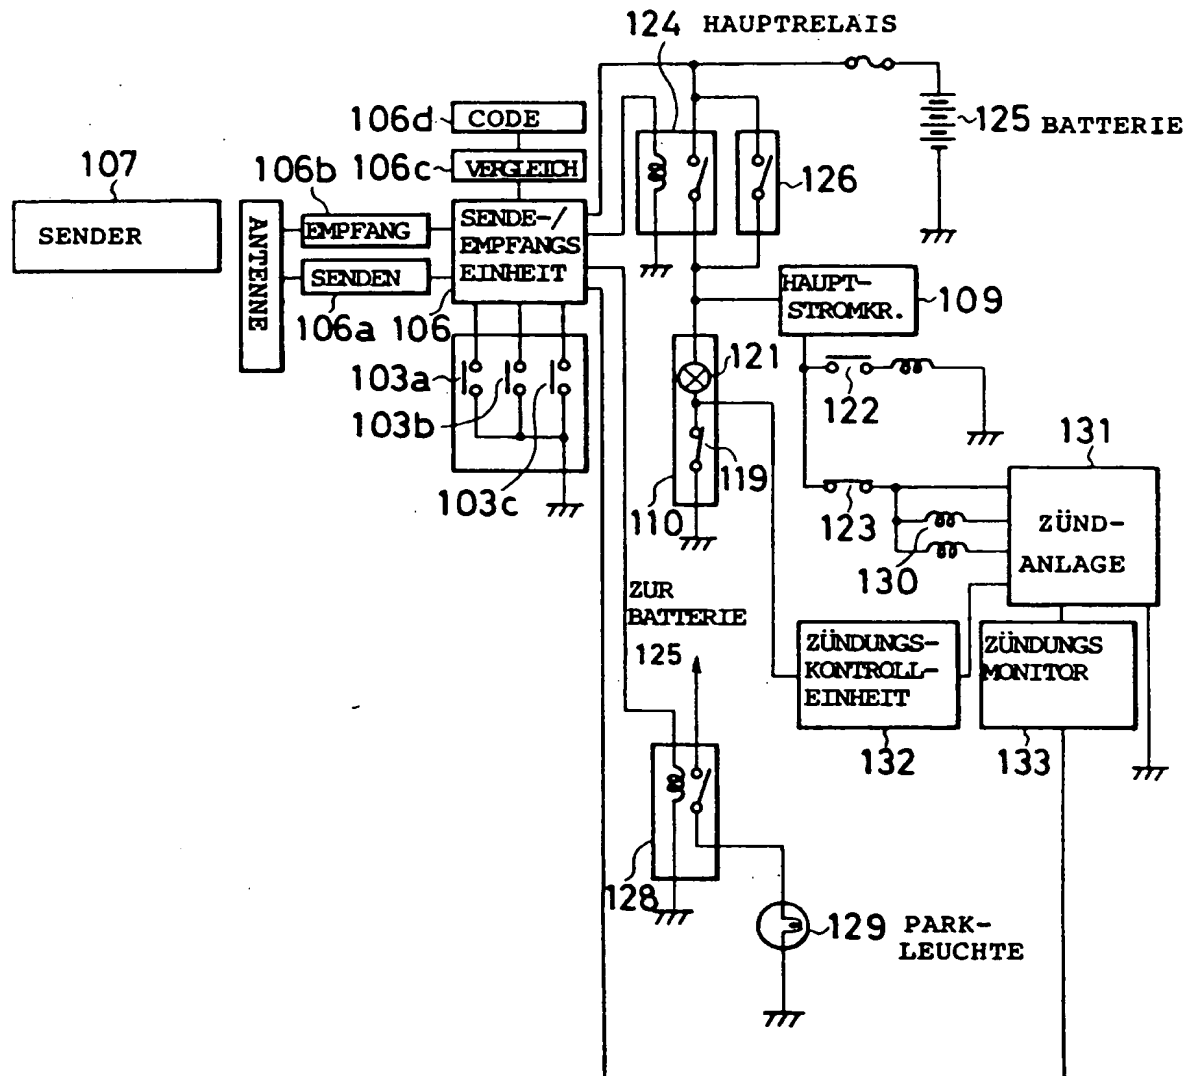 124 HAUPTRELAIS
106d CODE
125 BATTERIE
107
106b
106c VERGLEICH
126
SENDER
ANTENNE
EMPFANG
SENDEN
SENDE-/
EMPFANGS
EINHEIT
HAUPT-
STROMKR.
109
106a 106
121
103a
122
103b
131
103c
119
110
123
130
ZÜND-
ANLAGE
ZUR
BATTERIE
125
ZÜNDUNGS-
KONTROLL-
EINHEIT
ZÜNDUNGS
MONITOR
132
133
128
129 PARK-
LEUCHTE